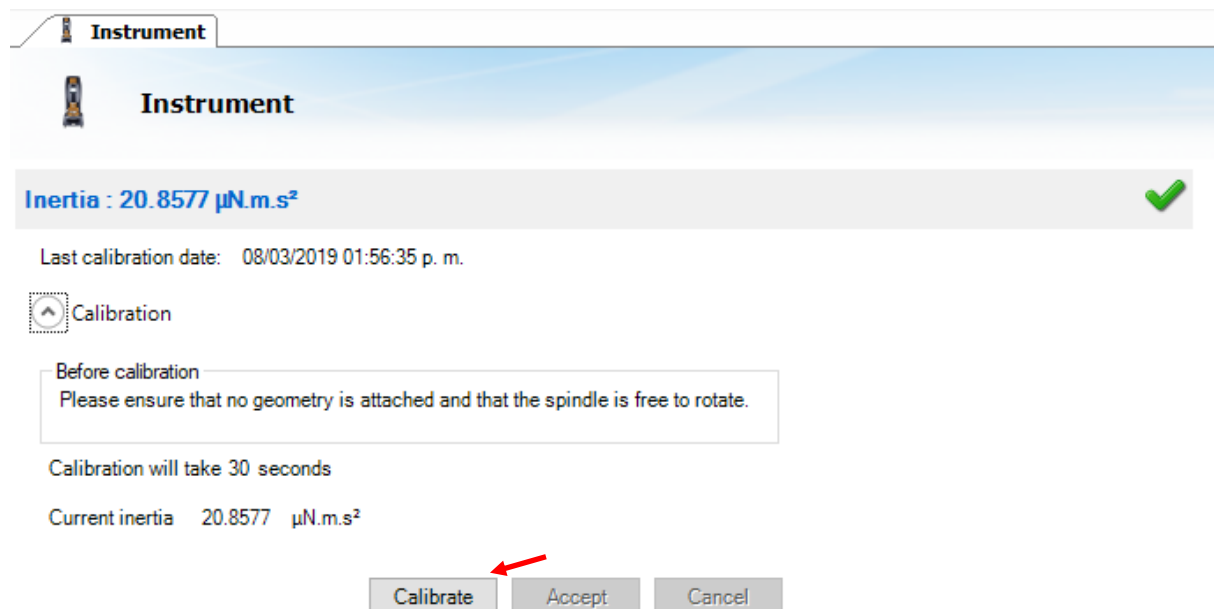 Instrument
Instrument
Inertia : 20.8577 µN.m.s²
Last calibration date: 08/03/2019 01:56:35 p. m.
Calibration
Before calibration
Please ensure that no geometry is attached and that the spindle is free to rotate.
Calibration will take 30 seconds
Current inertia 20.8577 µN.m.s²
Calibrate Accept Cancel